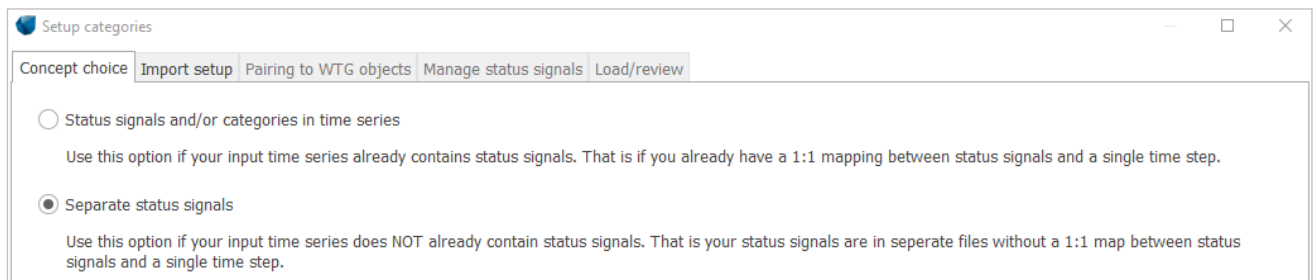 Setup categories
Concept choice Import setup Pairing to WTG objects Manage status signals Load/review
Status signals and/or categories in time series
Use this option if your input time series already contains status signals. That is if you already have a 1:1 mapping between status signals and a single time step.
Separate status signals
Use this option if your input time series does NOT already contain status signals. That is your status signals are in seperate files without a 1:1 map between status
signals and a single time step.